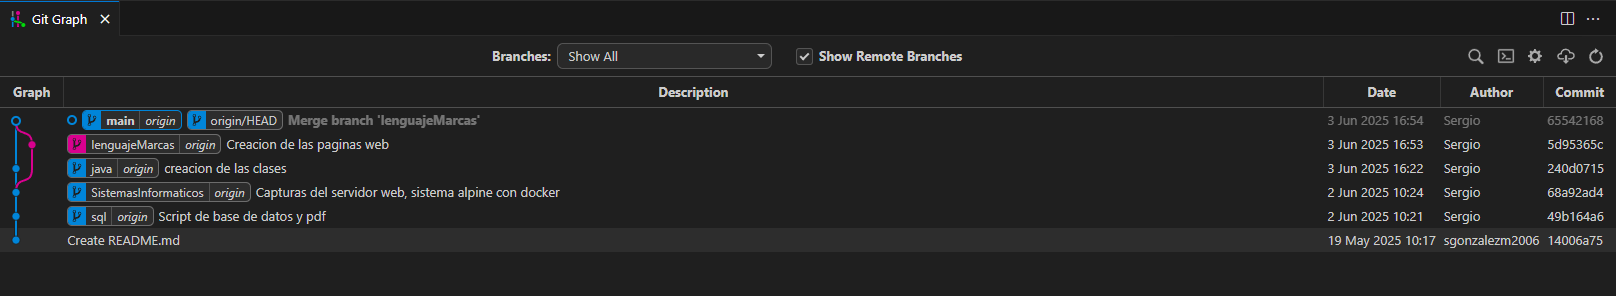 Git Graph
Branches: Show All Show Remote Branches
Graph Description Date Author Commit
main origin origin/HEAD Merge branch 'lenguajeMarcas' 3 Jun 2025 16:54 Sergio 65542168
lenguajeMarcas origin Creacion de las paginas web 3 Jun 2025 16:53 Sergio 5d95365c
java origin creacion de las clases 3 Jun 2025 16:22 Sergio 240d0715
SistemasInformaticos origin Capturas del servidor web, sistema alpine con docker 2 Jun 2025 10:24 Sergio 68a92ad4
sql origin Script de base de datos y pdf 2 Jun 2025 10:21 Sergio 49b164a6
Create README.md 19 May 2025 10:17 sgonzalezm2006 14006a75